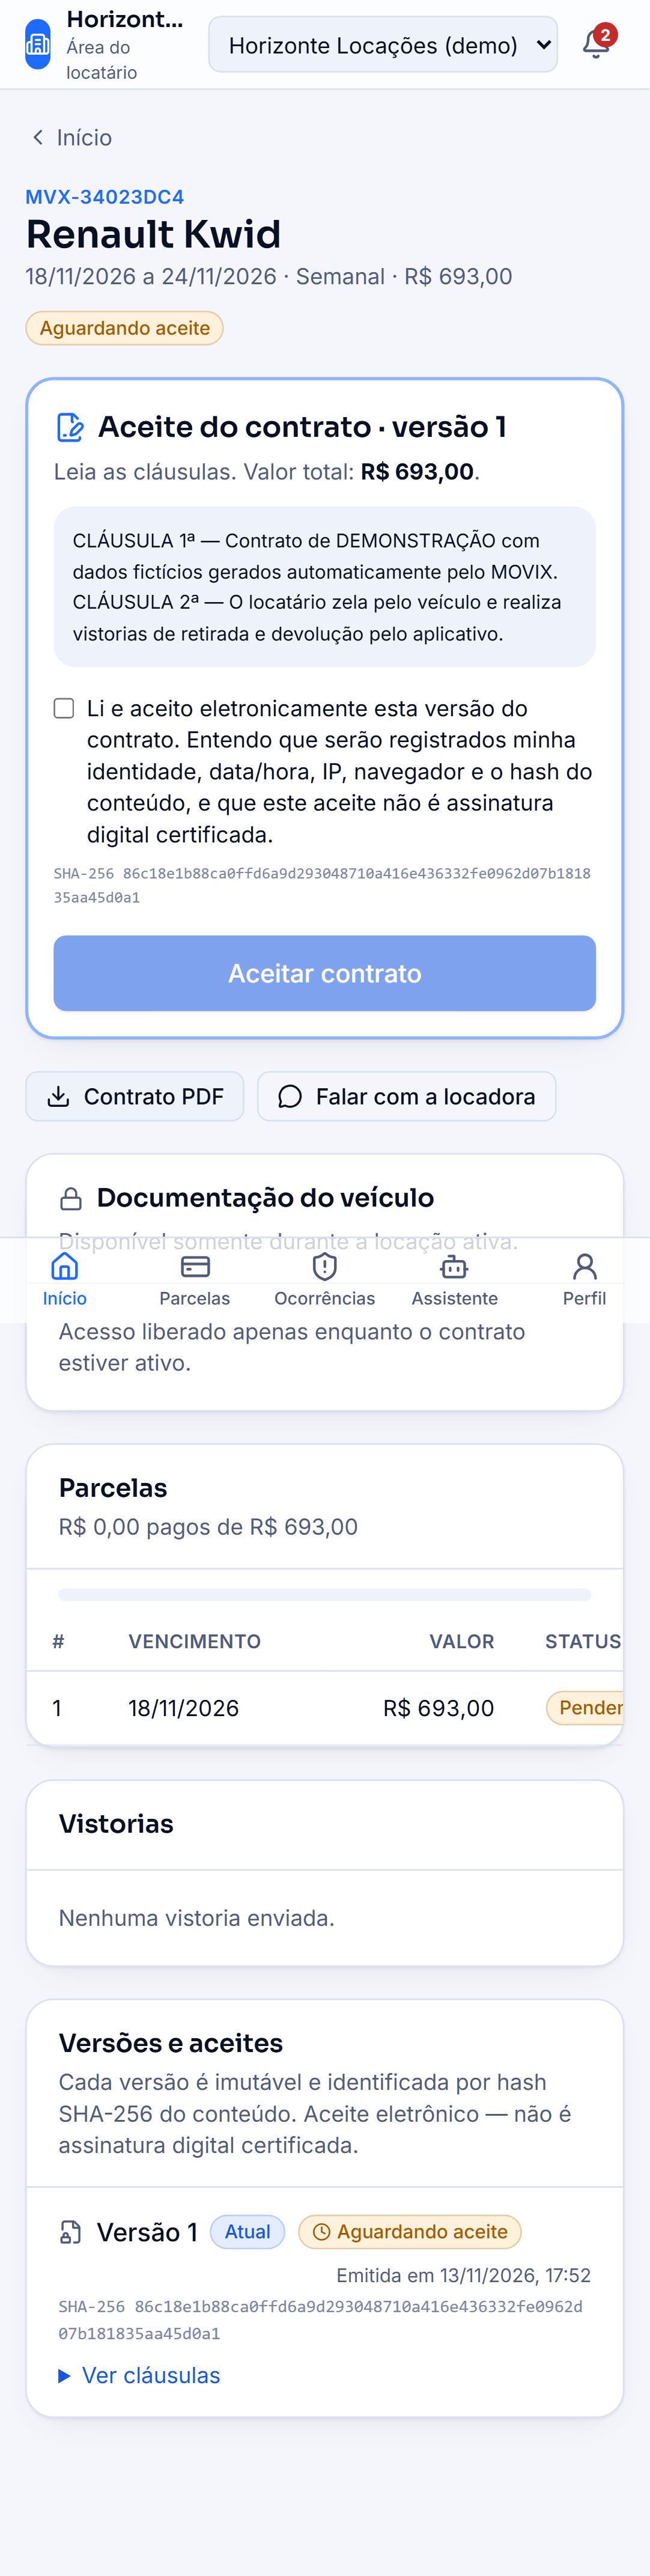 Horizont...
Área do
locatário
Horizonte Locações (demo)
2
Início
MVX-34023DC4
Renault Kwid
18/11/2026 a 24/11/2026 · Semanal · R$ 693,00
Aguardando aceite
Aceite do contrato · versão 1
Leia as cláusulas. Valor total: R$ 693,00.
CLÁUSULA 1ª — Contrato de DEMONSTRAÇÃO com
dados fictícios gerados automaticamente pelo MOVIX.
CLÁUSULA 2ª — O locatário zela pelo veículo e realiza
vistorias de retirada e devolução pelo aplicativo.
Li e aceito eletronicamente esta versão do
contrato. Entendo que serão registrados minha
identidade, data/hora, IP, navegador e o hash do
conteúdo, e que este aceite não é assinatura
digital certificada.
SHA-256 86c18e1b88ca0ffd6a9d293048710a416e436332fe0962d07b1818
35aa45d0a1
Aceitar contrato
Contrato PDF
Falar com a locadora
Documentação do veículo
Disponível somente durante a locação ativa.
Início
Parcelas
Ocorrências
Assistente
Perfil
Acesso liberado apenas enquanto o contrato
estiver ativo.
Parcelas
R$ 0,00 pagos de R$ 693,00
# VENCIMENTO VALOR STATUS
1 18/11/2026 R$ 693,00 Pender
Vistorias
Nenhuma vistoria enviada.
Versões e aceites
Cada versão é imutável e identificada por hash
SHA-256 do conteúdo. Aceite eletrônico — não é
assinatura digital certificada.
Versão 1 Atual Aguardando aceite
Emitida em 13/11/2026, 17:52
SHA-256 86c18e1b88ca0ffd6a9d293048710a416e436332fe0962d
07b181835aa45d0a1
Ver cláusulas